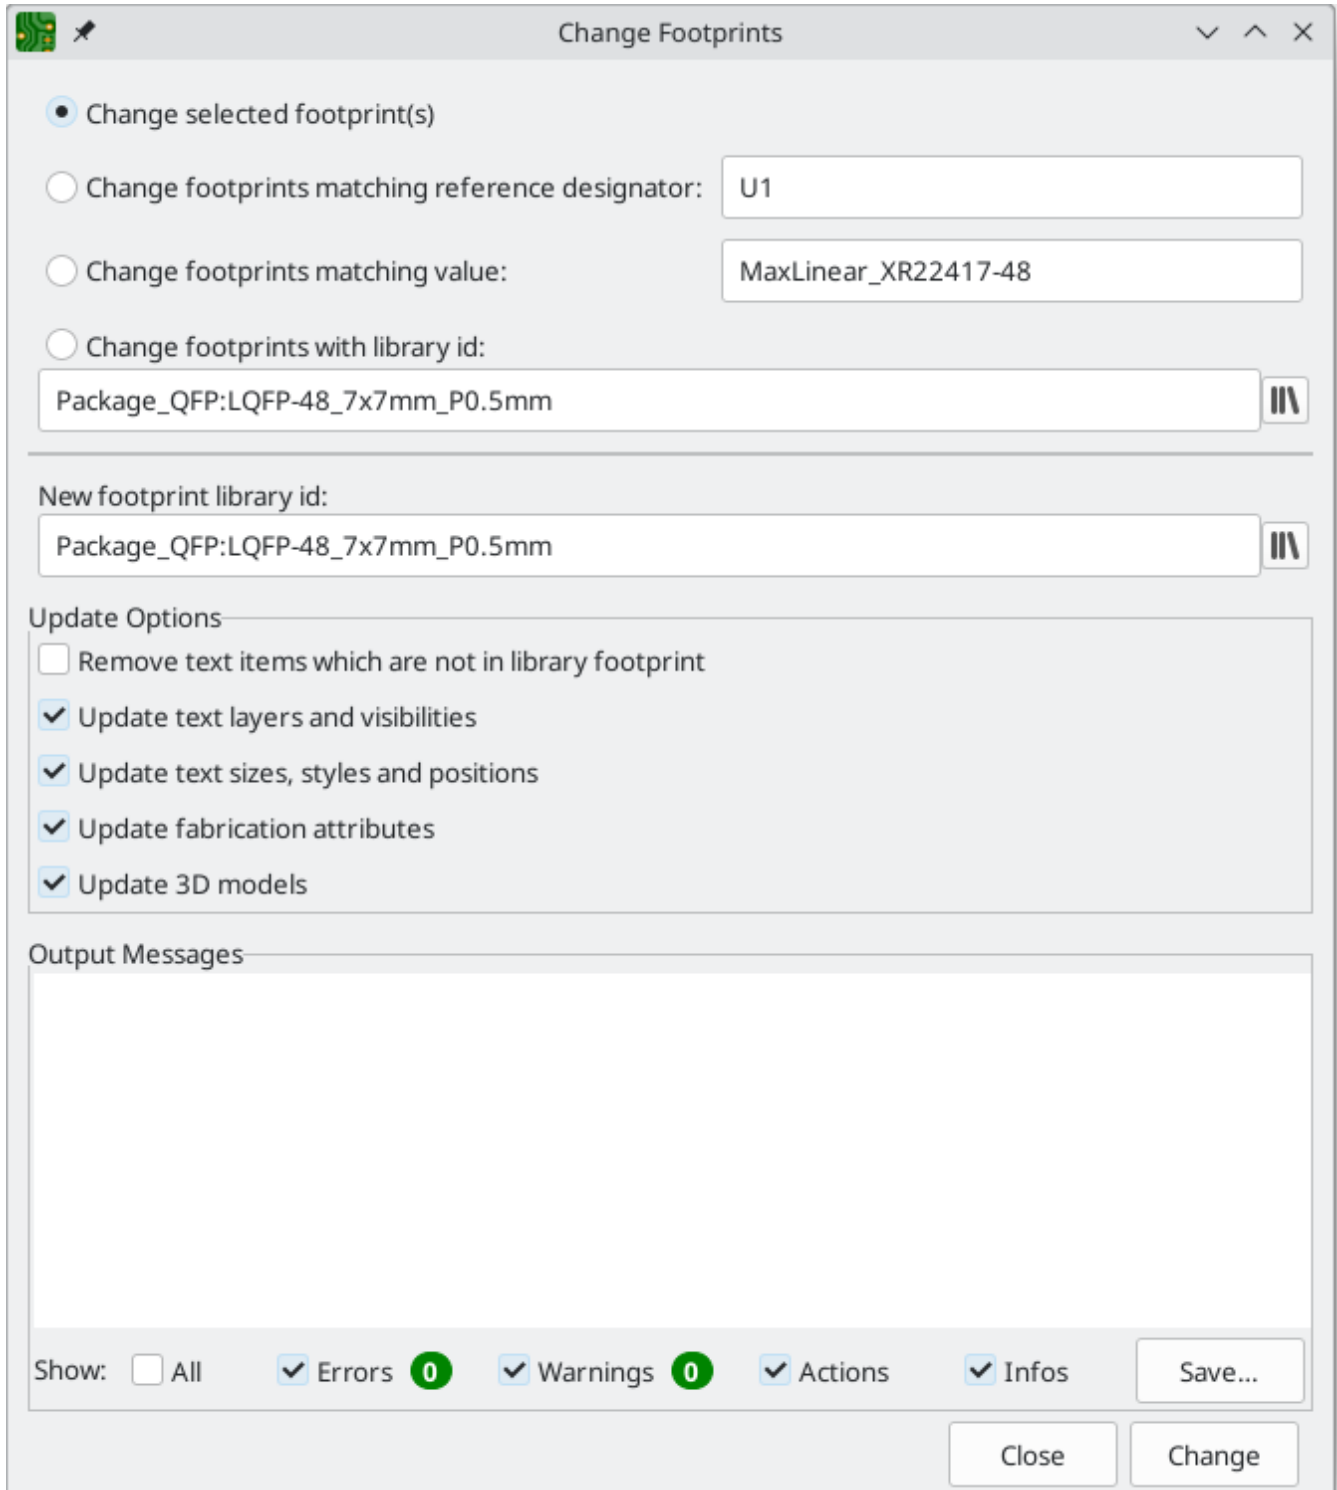 Change Footprints
Change selected footprint(s)
Change footprints matching reference designator: U1
Change footprints matching value: MaxLinear_XR22417-48
Change footprints with library id:
Package_QFP:LQFP-48_7x7mm_P0.5mm
New footprint library id:
Package_QFP:LQFP-48_7x7mm_P0.5mm
Update Options
Remove text items which are not in library footprint
Update text layers and visibilities
Update text sizes, styles and positions
Update fabrication attributes
Update 3D models
Output Messages
Show: All Errors 0 Warnings 0 Actions Infos Save...
Close Change